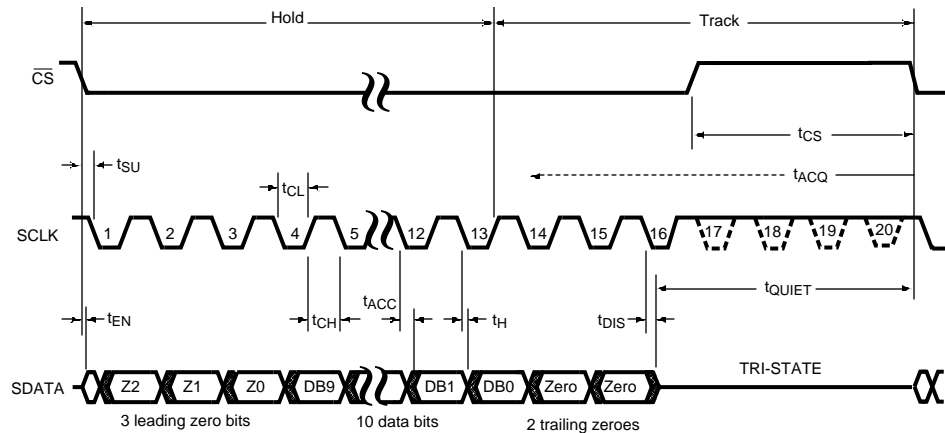 Hold Track
CS
tCS
tSU
tCL tACQ
SCLK 1 2 3 4 5 12 13 14 15 16 17 18 19 20
tEN tCH tACC tH tDIS tQUIET
SDATA Z2 Z1 Z0 DB9 DB1 DB0 Zero Zero TRI-STATE
3 leading zero bits 10 data bits 2 trailing zeroes